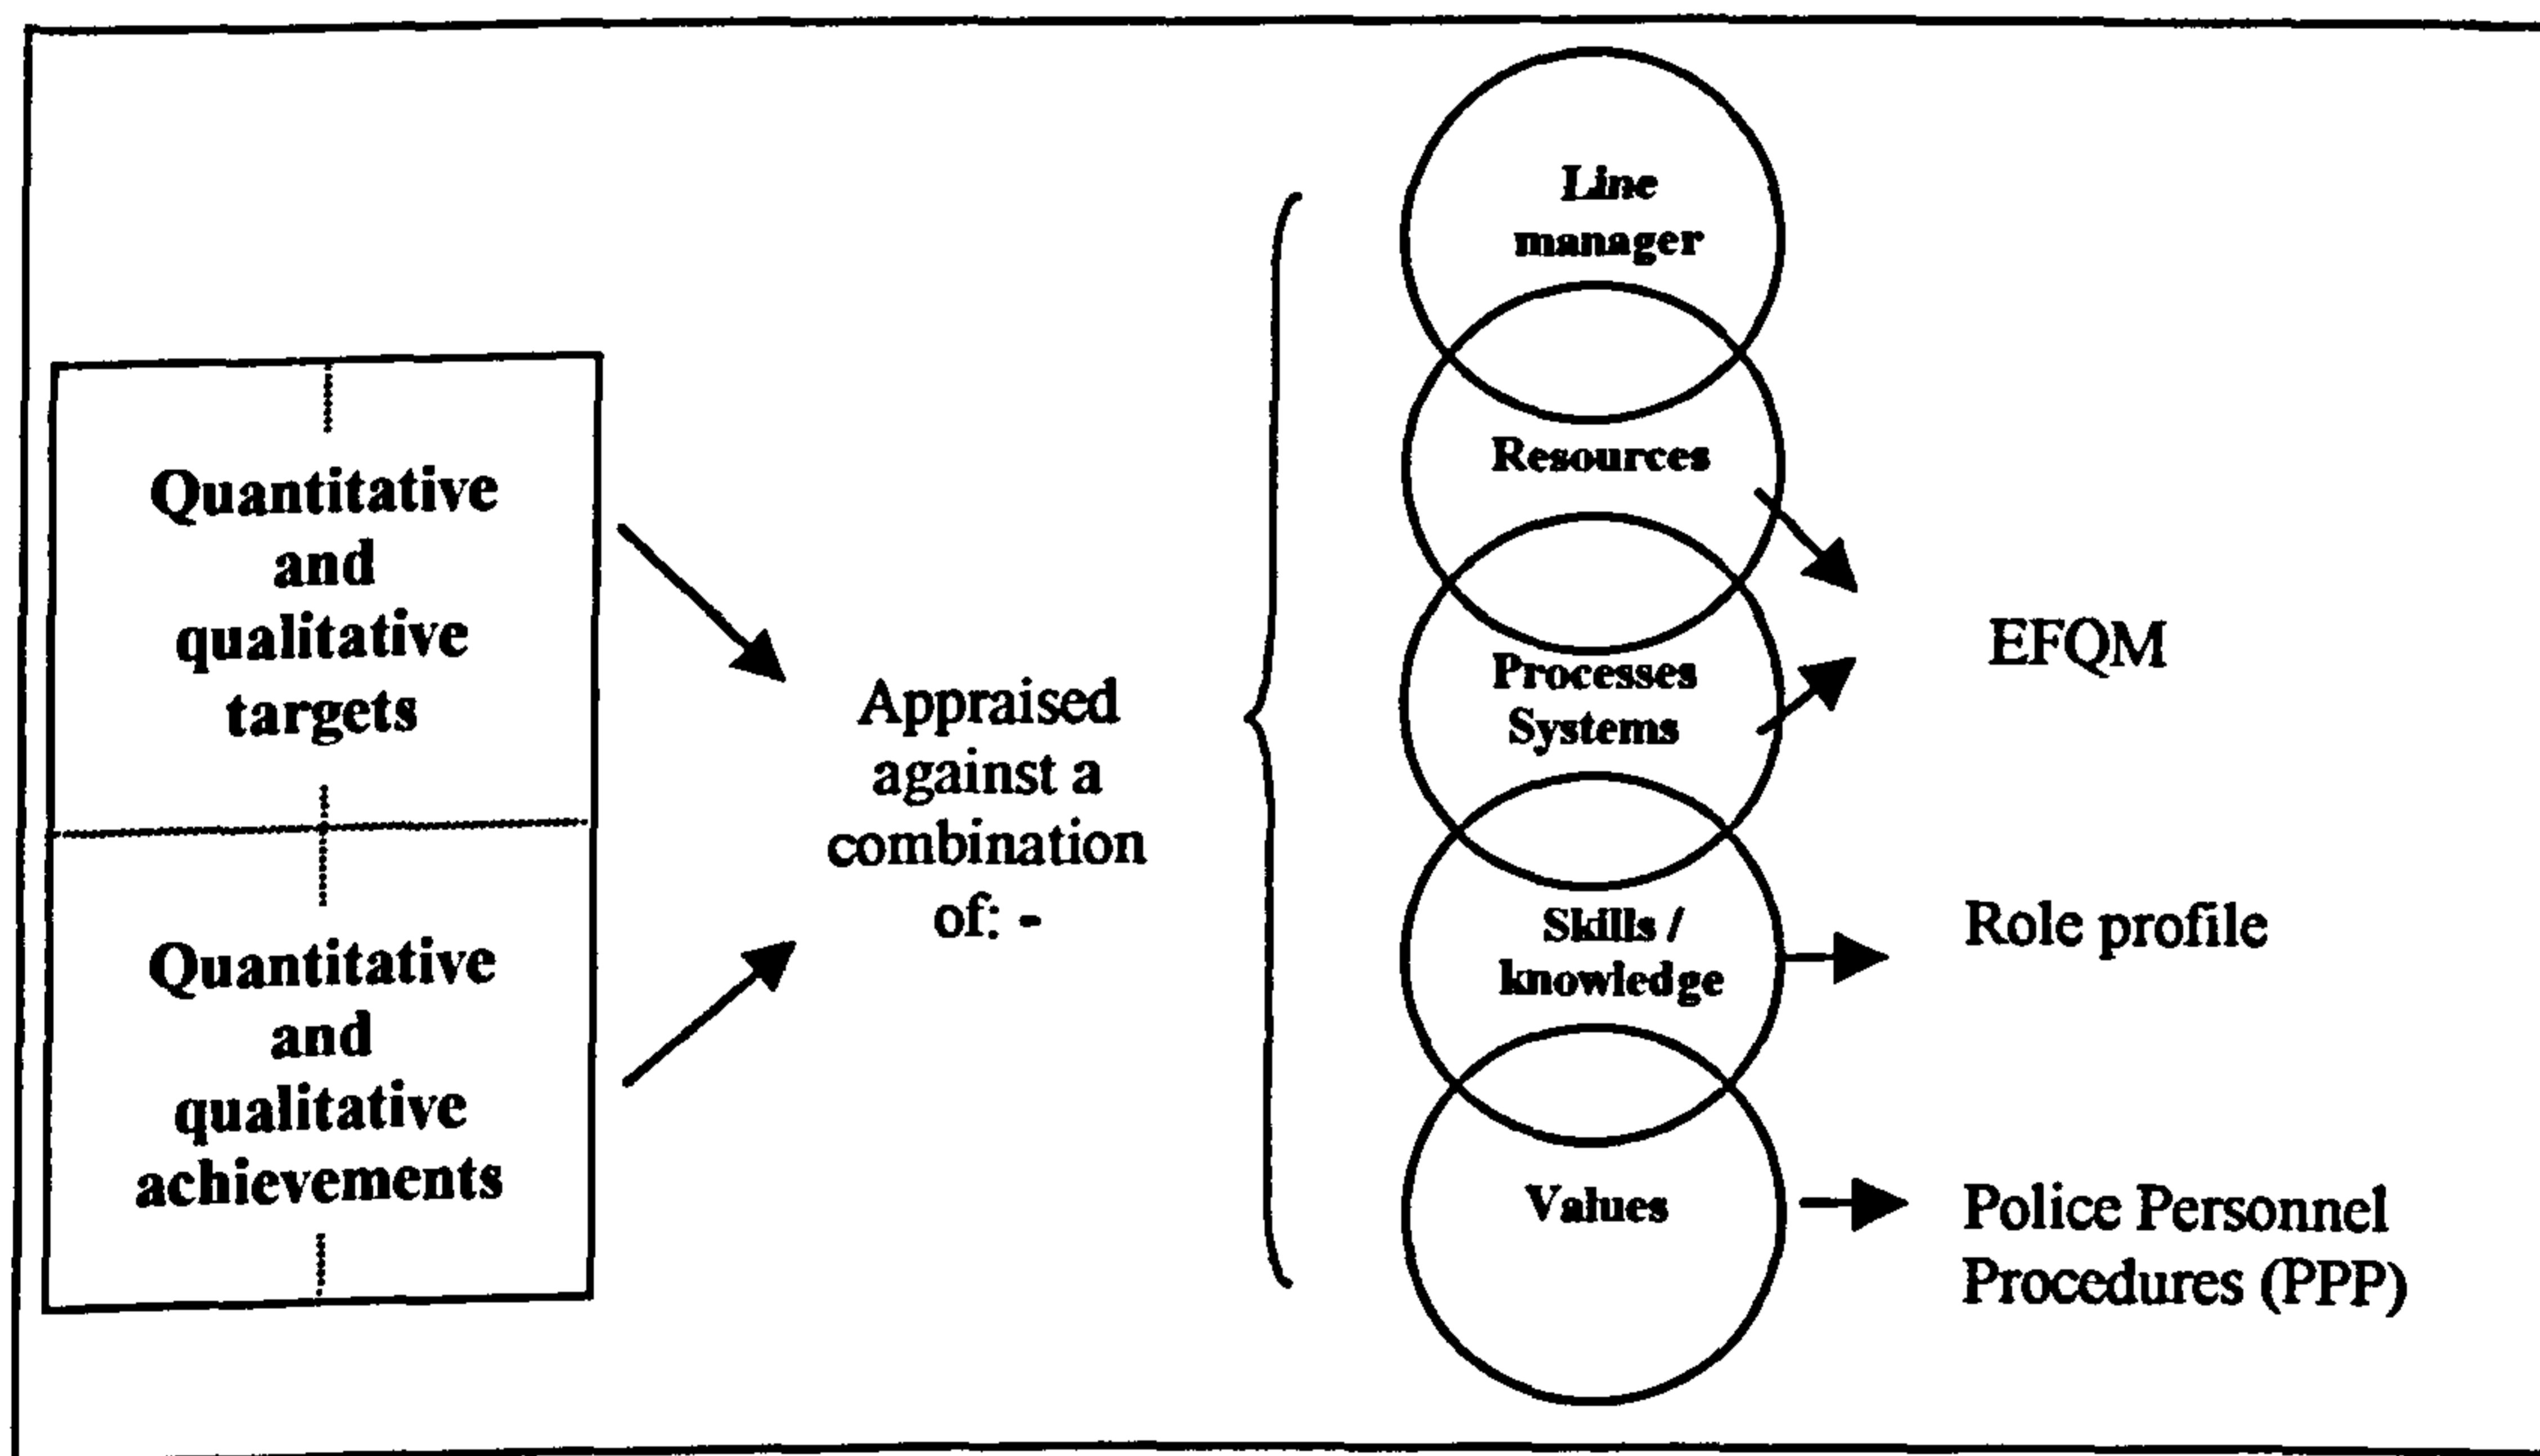 Quantitative
and
qualitative
targets
Quantitative
and
qualitative
achievements
Appraised
against a
combination
of: -
Line
manager
Resources
Processes
Systems
Skills /
knowledge
Values
EFQM
Role profile
Police Personnel
Procedures (PPP)